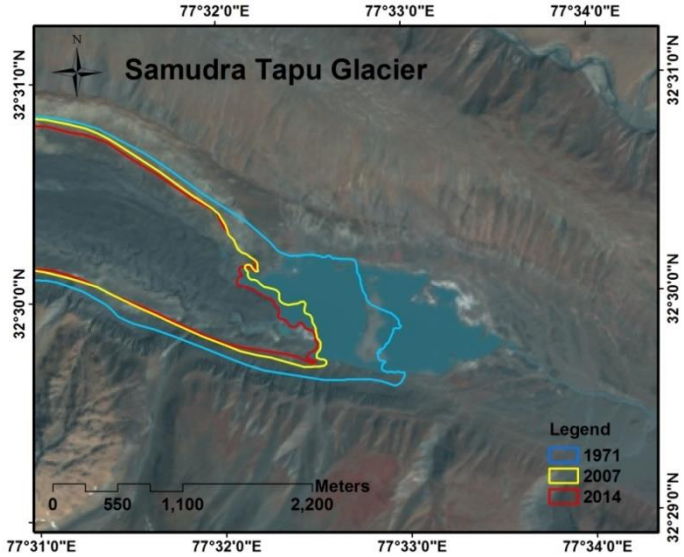 77°32'0"E 77°33'0"E 77°34'0"E
N
Samudra Tapu Glacier
32°31'0"N
32°31'0"N
32°30'0"N
32°30'0"N
Legend
1971
2007
2014
Meters
0 550 1,100 2,200
32°29'0"N
77°31'0"E 77°32'0"E 77°33'0"E 77°34'0"E